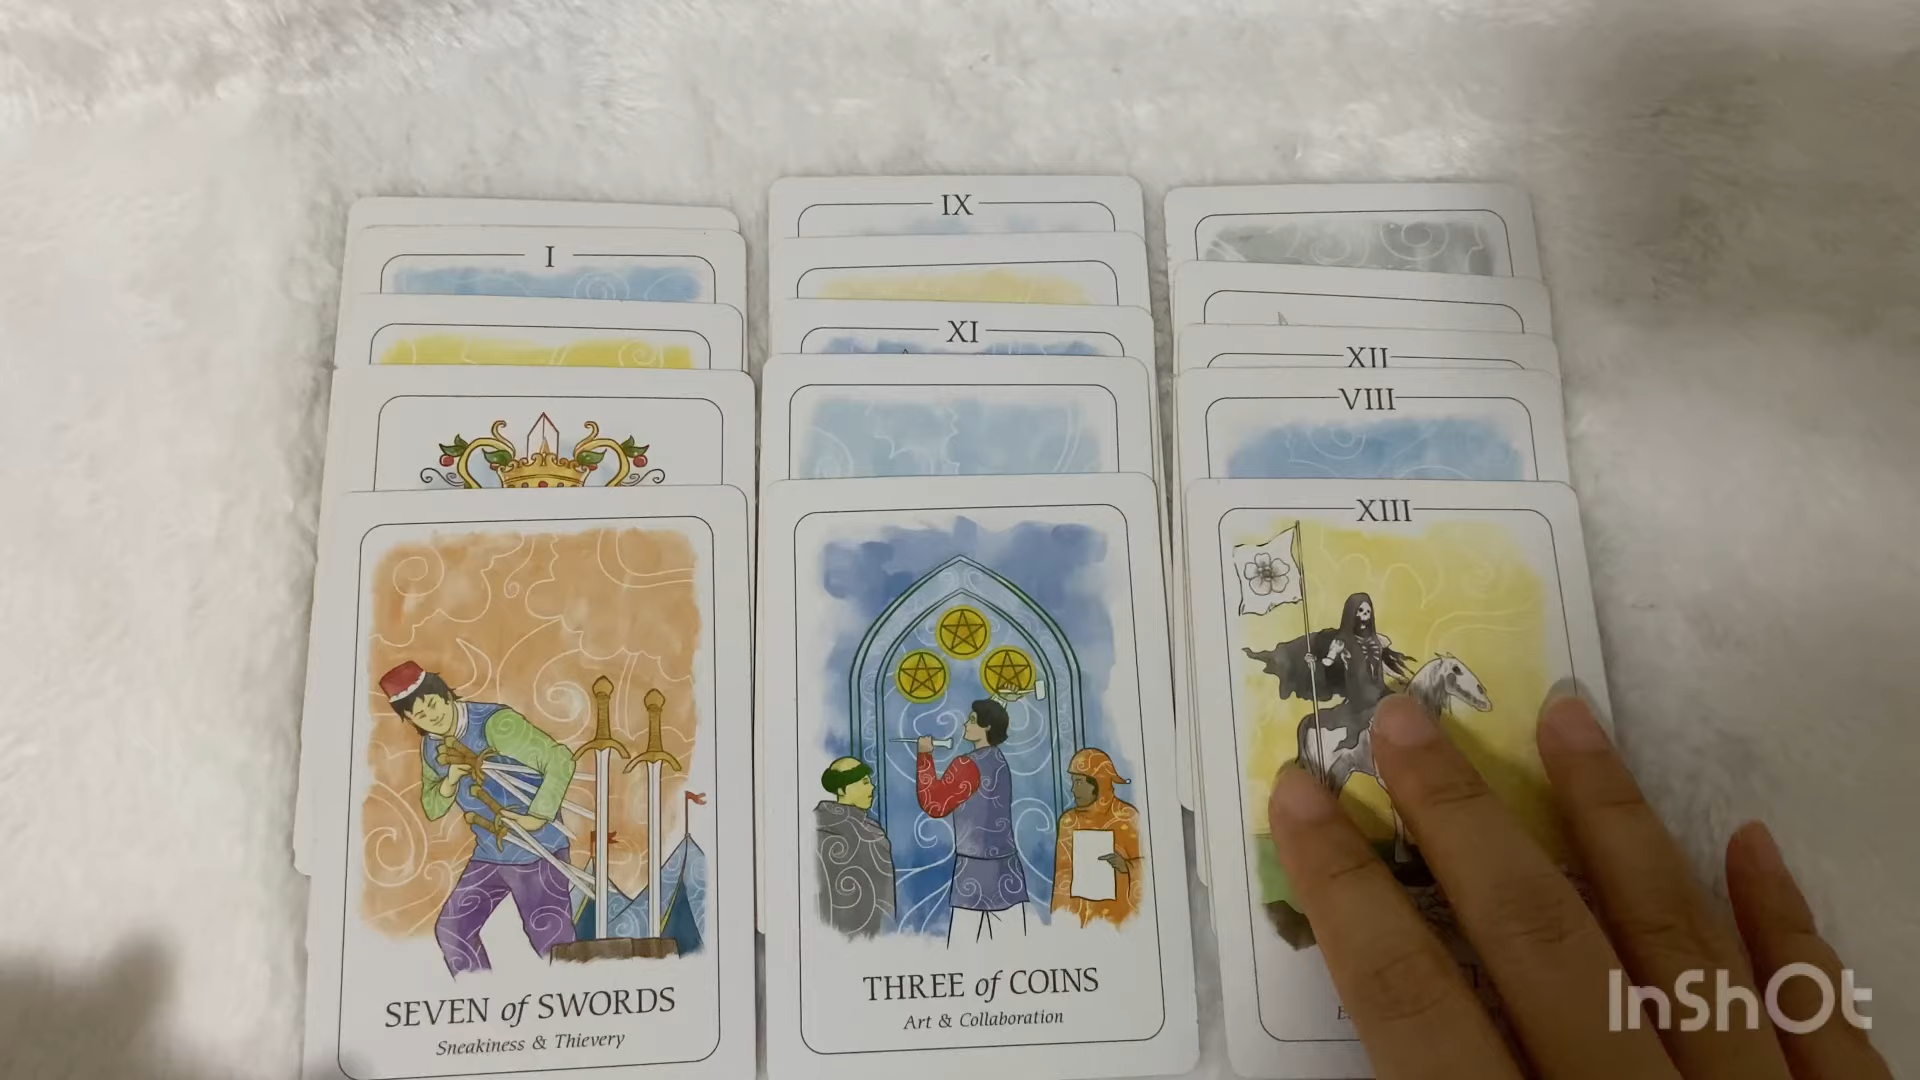 I
IX
XI
XII
VIII
XIII
SEVEN of SWORDS
Sneakiness & Thievery
THREE of COINS
Art & Collaboration
InShOt